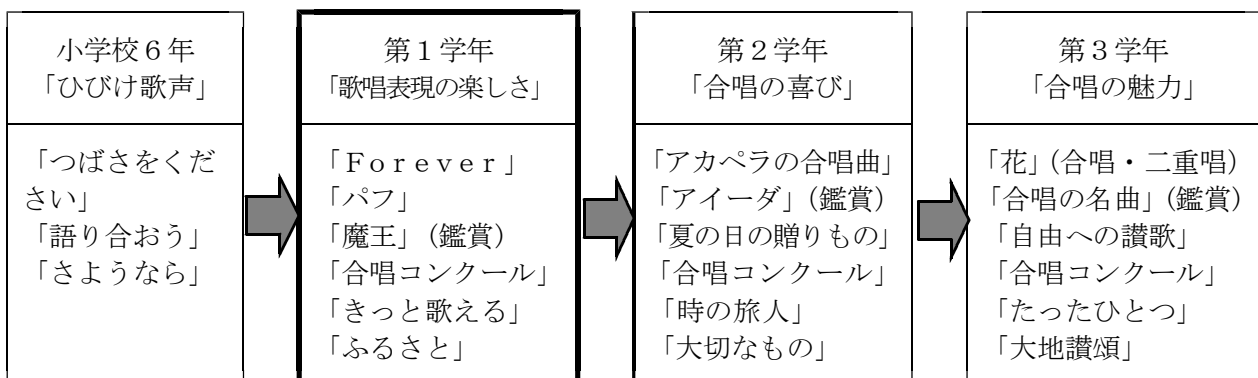 小学校６年
「ひびけ歌声」
「つばさをくだ
さい」
「語り合おう」
「さようなら」
第１学年
「歌唱表現の楽しさ」
「Ｆｏｒｅｖｅｒ」
「パフ」
「魔王」（鑑賞）
「合唱コンクール」
「きっと歌える」
「ふるさと」
第２学年
「合唱の喜び」
「アカペラの合唱曲」
「アイーダ」（鑑賞）
「夏の日の贈りもの」
「合唱コンクール」
「時の旅人」
「大切なもの」
第３学年
「合唱の魅力」
「花」（合唱・二重唱）
「合唱の名曲」（鑑賞）
「自由への讃歌」
「合唱コンクール」
「たったひとつ」
「大地讃頌」